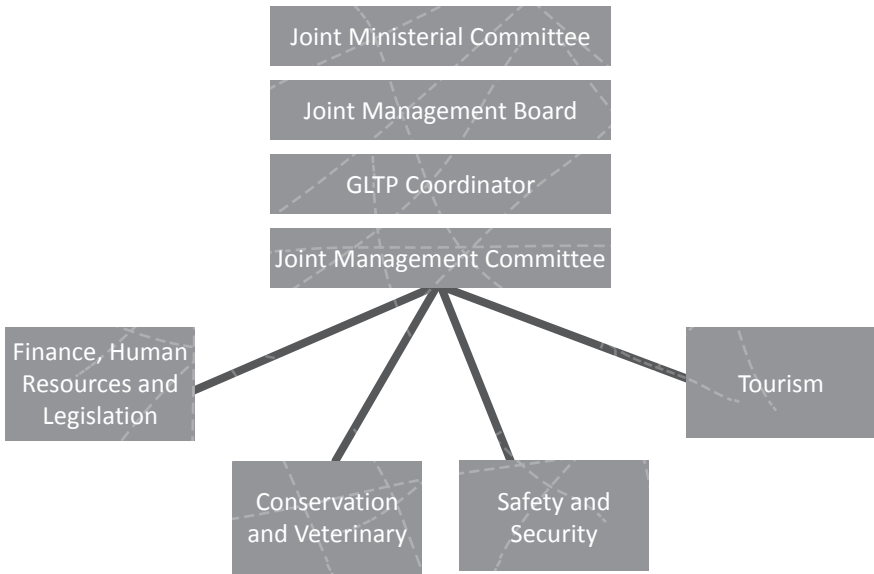 Joint Ministerial Committee
Joint Management Board
GLTP Coordinator
Joint Management Committee
Finance, Human
Resources and
Legislation
Tourism
Conservation
and Veterinary
Safety and
Security